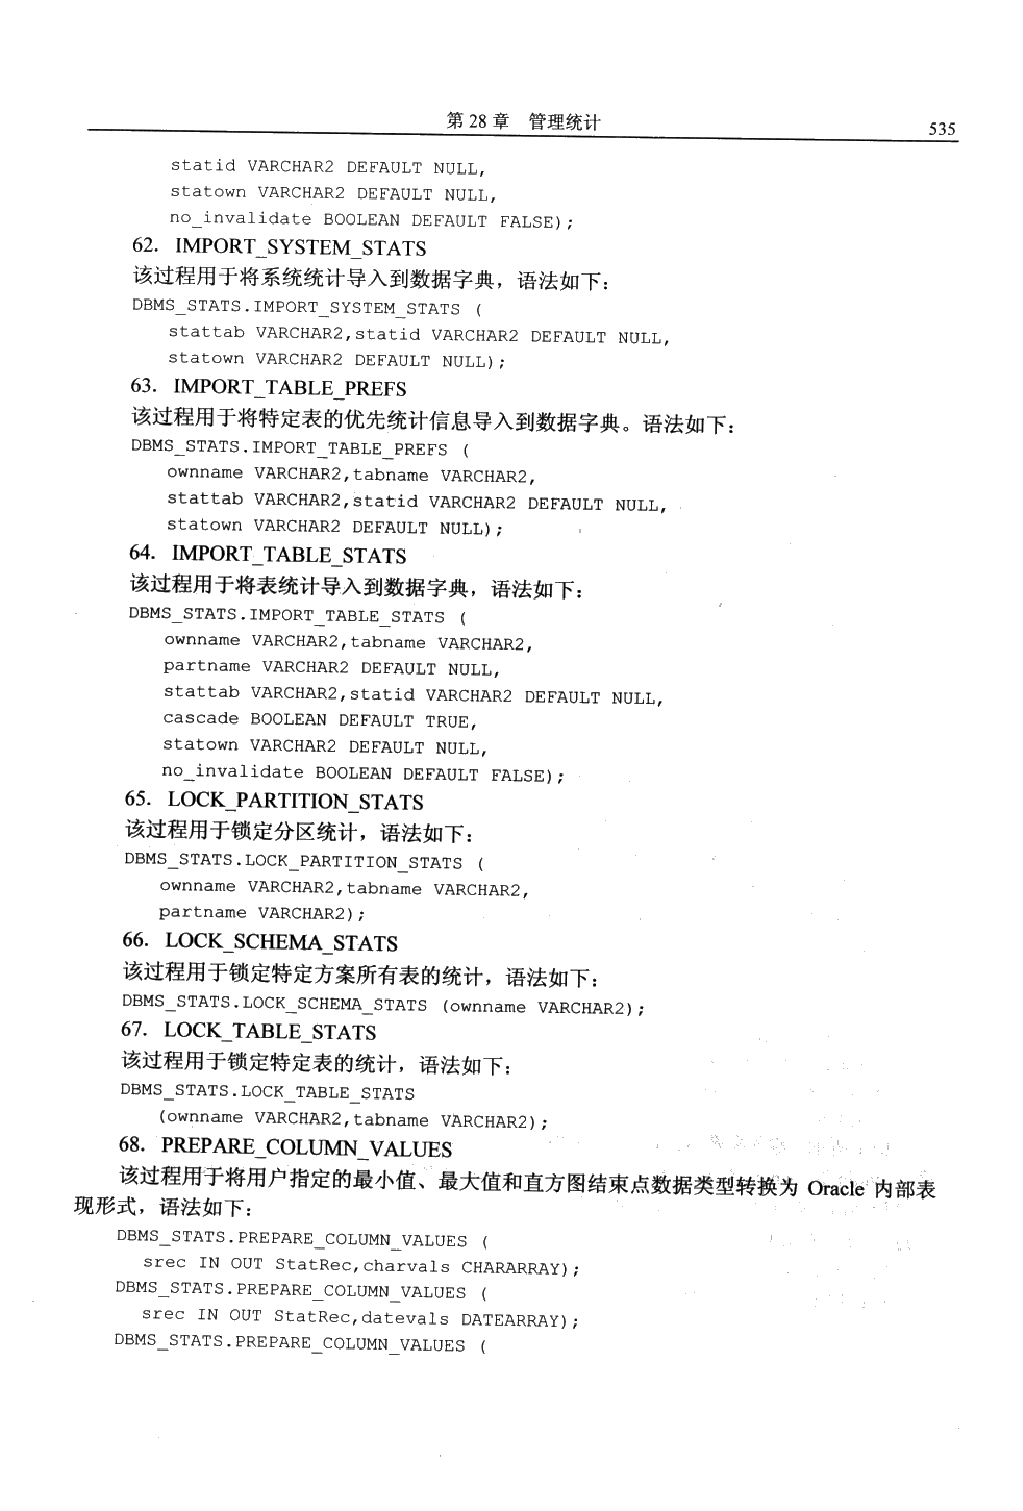 第 28 章 管理统计
535
statid VARCHAR2 DEFAULT NULL,
statown VARCHAR2 DEFAULT NULL,
no_invalidate BOOLEAN DEFAULT FALSE);
62. IMPORT_SYSTEM_STATS
该过程用于将系统统计导入到数据字典，语法如下：
DBMS_STATS.IMPORT_SYSTEM_STATS (
stattab VARCHAR2,statid VARCHAR2 DEFAULT NULL,
statown VARCHAR2 DEFAULT NULL);
63. IMPORT_TABLE_PREFS
该过程用于将特定表的优先统计信息导入到数据字典。语法如下：
DBMS_STATS.IMPORT_TABLE_PREFS (
ownname VARCHAR2,tabname VARCHAR2,
stattab VARCHAR2,statid VARCHAR2 DEFAULT NULL,
statown VARCHAR2 DEFAULT NULL);
64. IMPORT_TABLE_STATS
该过程用于将表统计导入到数据字典，语法如下：
DBMS_STATS.IMPORT_TABLE_STATS (
ownname VARCHAR2,tabname VARCHAR2,
partname VARCHAR2 DEFAULT NULL,
stattab VARCHAR2,statid VARCHAR2 DEFAULT NULL,
cascade BOOLEAN DEFAULT TRUE,
statown VARCHAR2 DEFAULT NULL,
no_invalidate BOOLEAN DEFAULT FALSE);
65. LOCK_PARTITION_STATS
该过程用于锁定分区统计，语法如下：
DBMS_STATS.LOCK_PARTITION_STATS (
ownname VARCHAR2,tabname VARCHAR2,
partname VARCHAR2);
66. LOCK_SCHEMA_STATS
该过程用于锁定特定方案所有表的统计，语法如下：
DBMS_STATS.LOCK_SCHEMA_STATS (ownname VARCHAR2);
67. LOCK_TABLE_STATS
该过程用于锁定特定表的统计，语法如下：
DBMS_STATS.LOCK_TABLE_STATS
(ownname VARCHAR2,tabname VARCHAR2);
68. PREPARE_COLUMN_VALUES
该过程用于将用户指定的最小值、最大值和直方图结束点数据类型转换为 Oracle 内部表
现形式，语法如下：
DBMS_STATS.PREPARE_COLUMN_VALUES (
srec IN OUT StatRec,charvals CHARARRAY);
DBMS_STATS.PREPARE_COLUMN_VALUES (
srec IN OUT StatRec,datevals DATEARRAY);
DBMS_STATS.PREPARE_COLUMN_VALUES (